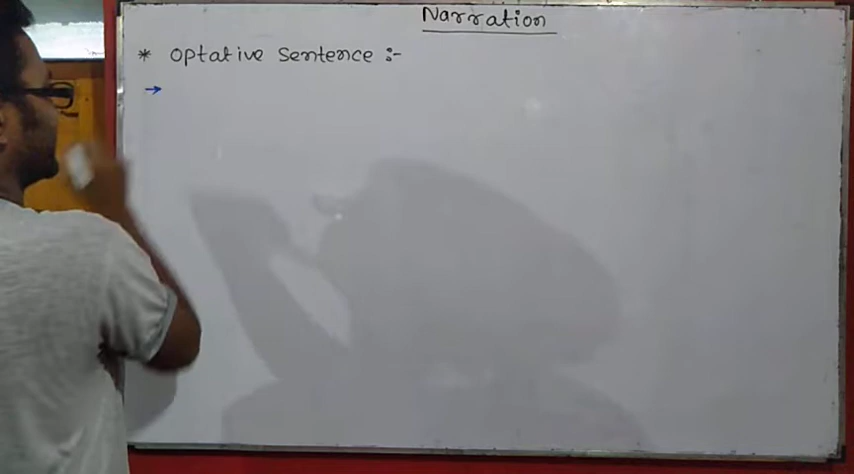 Narration
* Optative Sentence :-
→